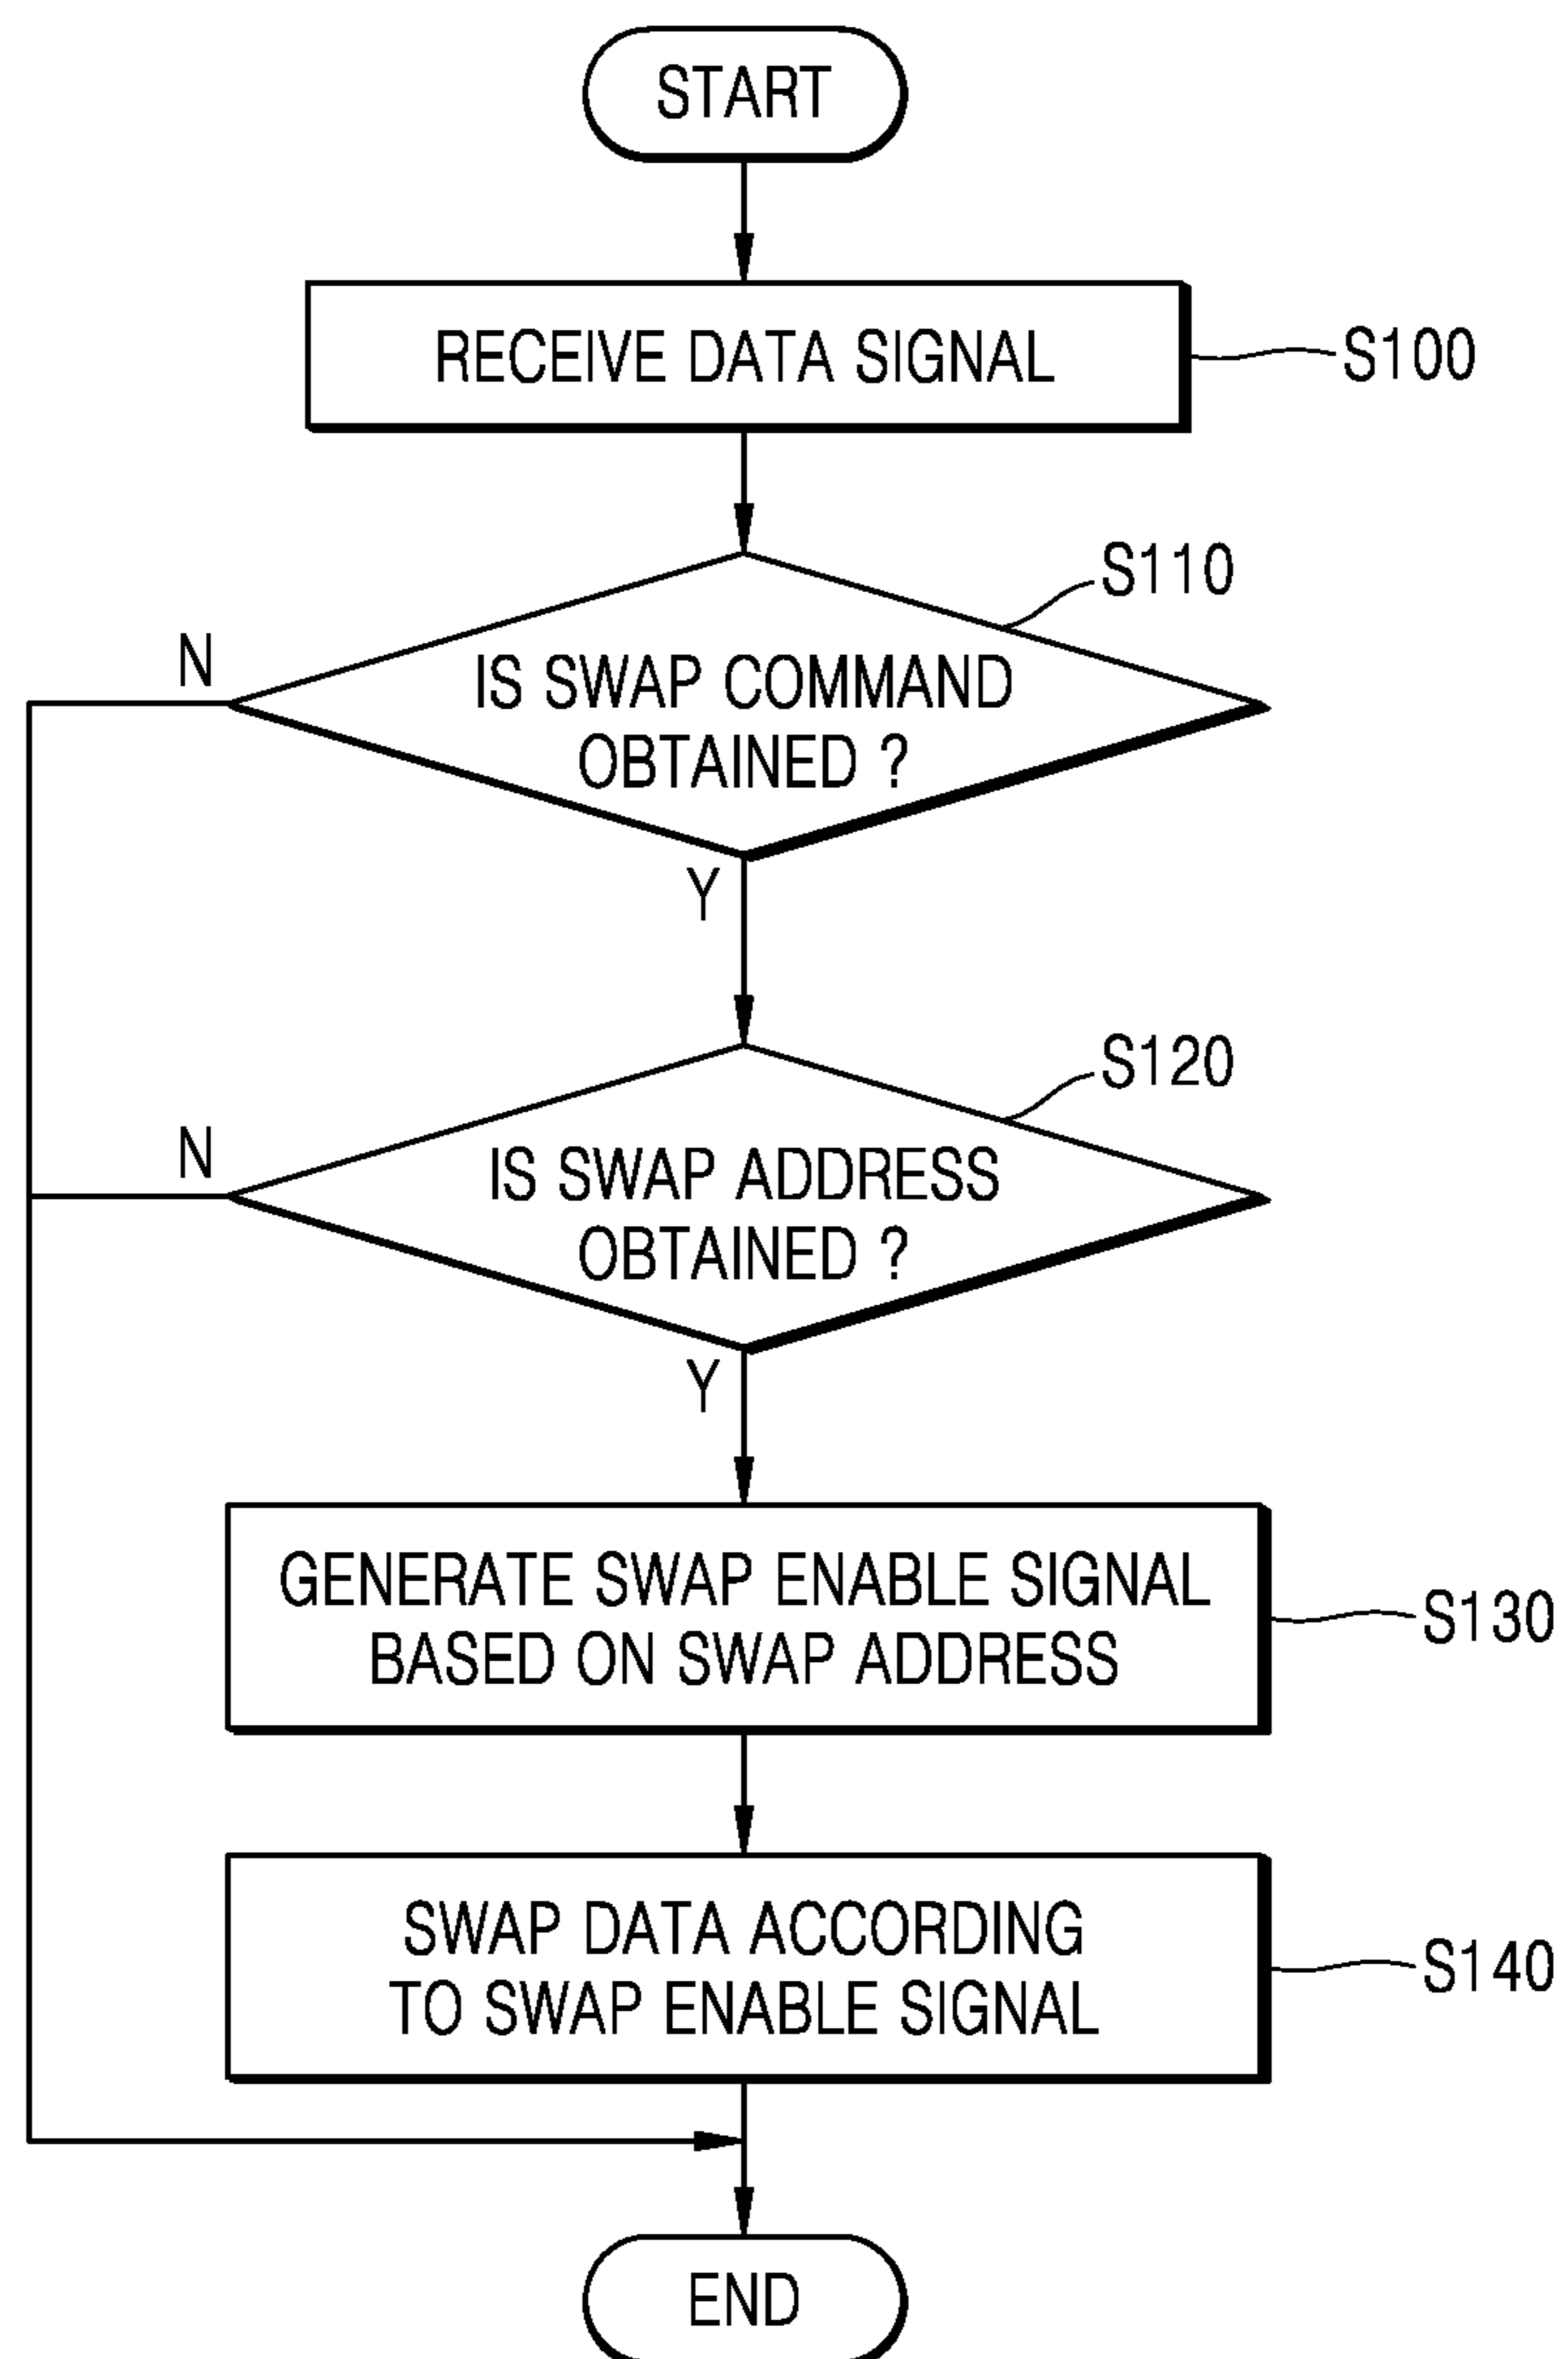 START
RECEIVE DATA SIGNAL
S100
S110
N
IS SWAP COMMAND
OBTAINED ?
Y
S120
N
IS SWAP ADDRESS
OBTAINED ?
Y
GENERATE SWAP ENABLE SIGNAL
BASED ON SWAP ADDRESS
S130
SWAP DATA ACCORDING
TO SWAP ENABLE SIGNAL
S140
END